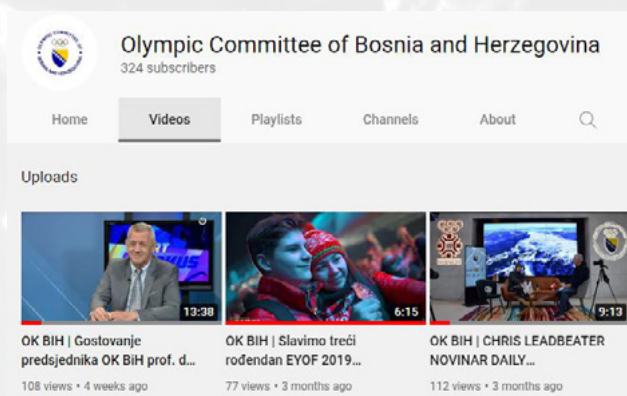 Olympic Committee of Bosnia and Herzegovina
324 subscribers
Home Videos Playlists Channels About
Uploads
13:38 6:15 9:13
OK BIH | Gostovanje
predsjednika OK BiH prof. d...
108 views • 4 weeks ago
OK BIH | Slavimo treći
rođendan EYOF 2019...
77 views • 3 months ago
OK BIH | CHRIS LEADBEATER
NOVINAR DAILY...
112 views • 3 months ago